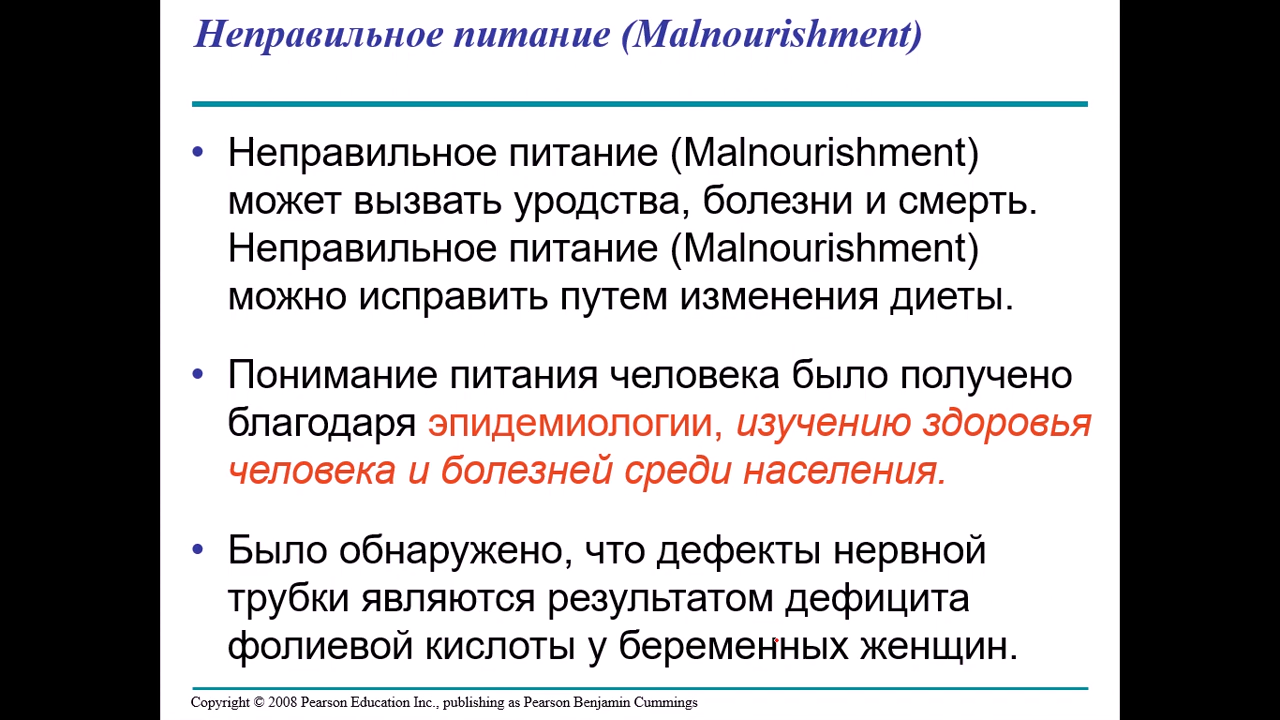 Неправильное питание (Malnourishment)
Неправильное питание (Malnourishment)
может вызвать уродства, болезни и смерть.
Неправильное питание (Malnourishment)
можно исправить путем изменения диеты.
Понимание питания человека было получено
благодаря эпидемиологии, изучению здоровья
человека и болезней среди населения.
Было обнаружено, что дефекты нервной
трубки являются результатом дефицита
фолиевой кислоты у беременных женщин.
Copyright © 2008 Pearson Education Inc., publishing as Pearson Benjamin Cummings